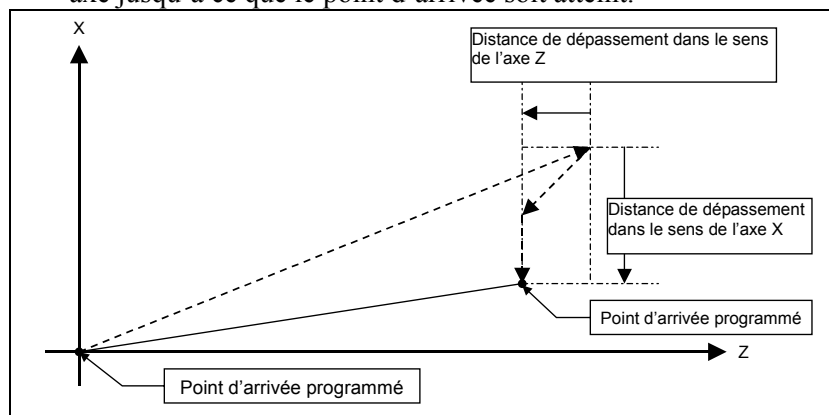 axe jusqu'à ce que le point d'arrivée soit atteint.
X
Distance de dépassement dans le sens
de l'axe Z
Distance de dépassement
dans le sens de l'axe X
Point d'arrivée programmé
Z
Point d'arrivée programmé